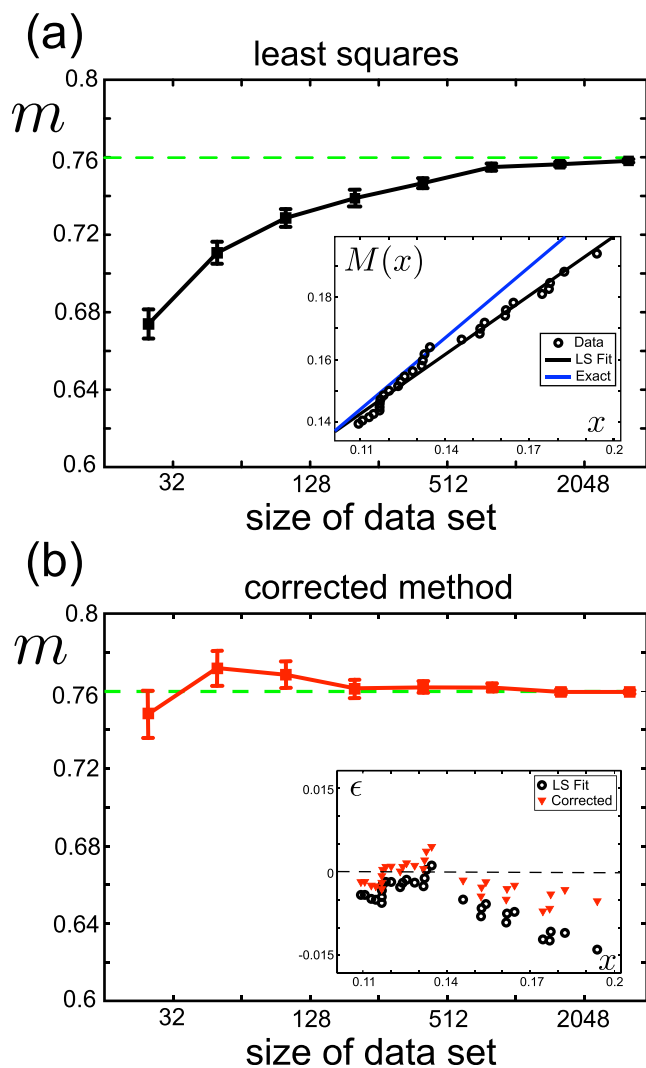 (a)
least squares
0.8
m
0.76
0.72
0.68
0.64
0.6
M(x)
0.18
0.16
0.14
Data
LS Fit
Exact
x
0.11
0.14
0.17
0.2
32
128
512
2048
size of data set
(b)
corrected method
0.8
m
0.76
0.72
0.68
0.64
0.6
ϵ
0.015
0
-0.015
LS Fit
Corrected
x
0.11
0.14
0.17
0.2
32
128
512
2048
size of data set